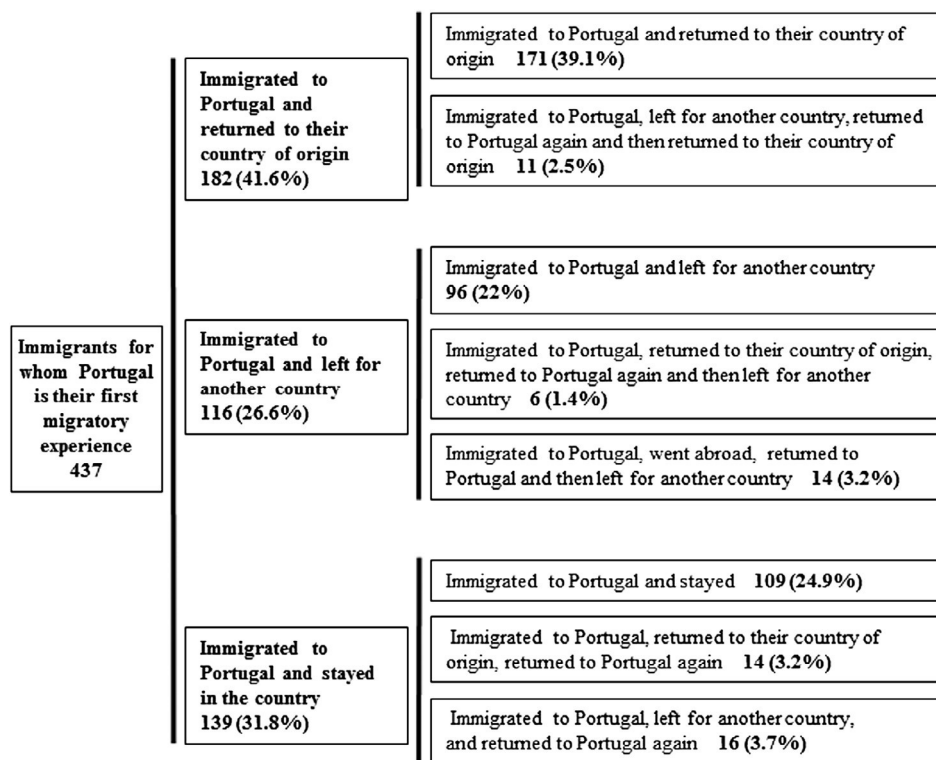 Immigrants for
whom Portugal
is their first
migratory
experience
437
Immigrated to
Portugal and
returned to their
country of origin
182 (41.6%)
Immigrated to Portugal and returned to their country of
origin 171 (39.1%)
Immigrated to Portugal, left for another country, returned
to Portugal again and then returned to their country of
origin 11 (2.5%)
Immigrated to
Portugal and left for
another country
116 (26.6%)
Immigrated to Portugal and left for another country
96 (22%)
Immigrated to Portugal, returned to their country of origin,
returned to Portugal again and then left for another
country 6 (1.4%)
Immigrated to Portugal, went abroad, returned to
Portugal and then left for another country 14 (3.2%)
Immigrated to
Portugal and stayed
in the country
139 (31.8%)
Immigrated to Portugal and stayed 109 (24.9%)
Immigrated to Portugal, returned to their country of
origin, returned to Portugal again 14 (3.2%)
Immigrated to Portugal, left for another country,
and returned to Portugal again 16 (3.7%)